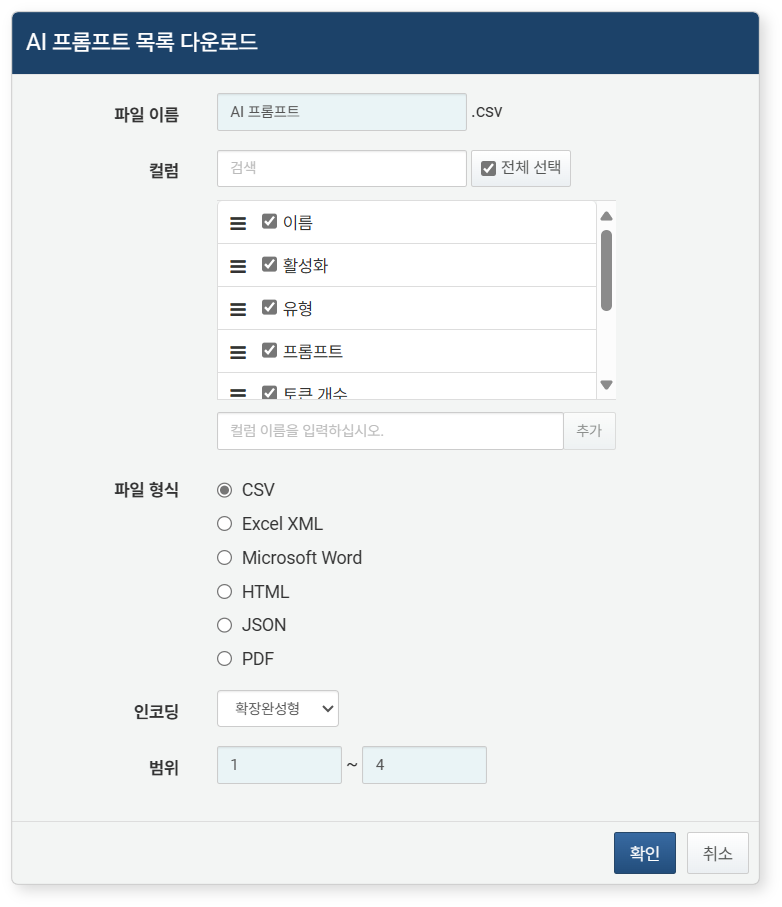 AI 프롬프트 목록 다운로드
파일 이름 AI 프롬프트 .csv
컬럼 검색 전체 선택
이름
활성화
유형
프롬프트
토큰 개수
컬럼 이름을 입력하십시오. 추가
파일 형식 CSV
Excel XML
Microsoft Word
HTML
JSON
PDF
인코딩 확장완성형
범위 1 ~ 4
확인 취소